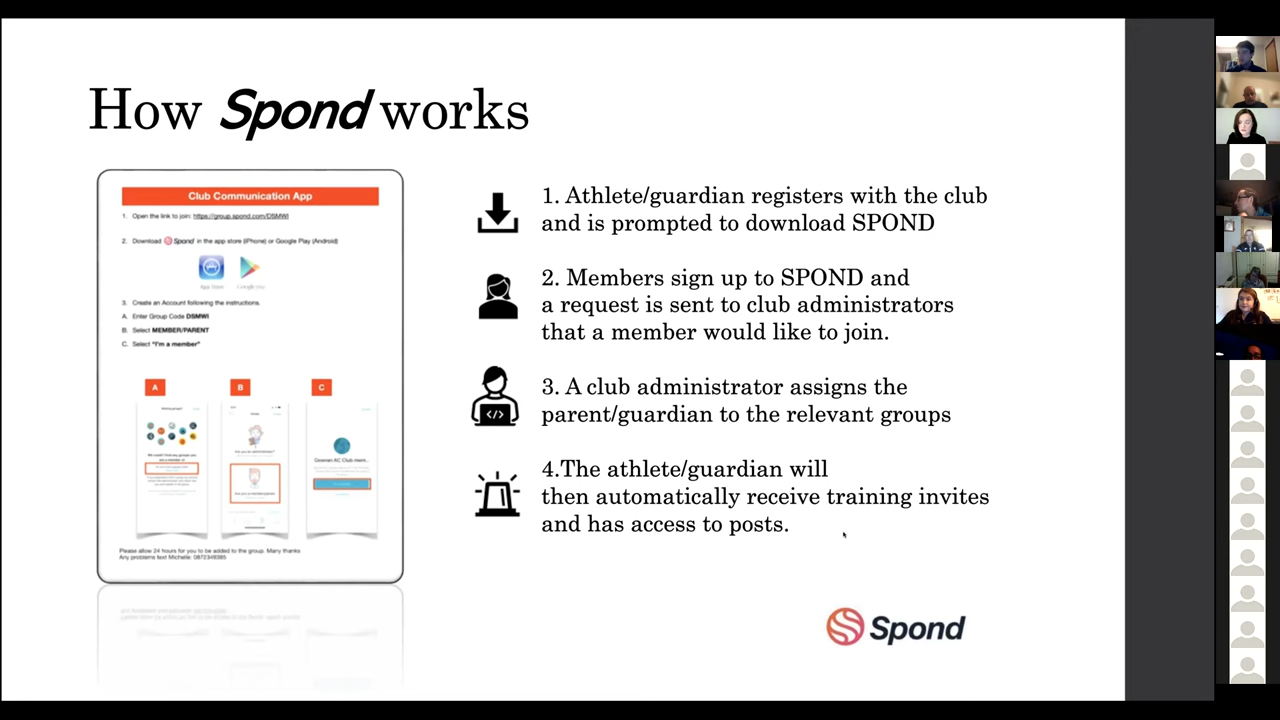 How Spond works
Club Communication App
1. Open the link to join: https://group.spond.com/DSMWI
2. Download Spond in the app store (iPhone) or Google Play (Android)
App Store
Google Play
3. Create an Account following the instructions.
A. Enter Group Code DSMWI
B. Select MEMBER/PARENT
C. Select "I'm a member"
A B C
Please allow 24 hours for you to be added to the group. Many thanks
Any problems text Michelle: 0872349365
1. Athlete/guardian registers with the club
and is prompted to download SPOND
2. Members sign up to SPOND and
a request is sent to club administrators
that a member would like to join.
3. A club administrator assigns the
parent/guardian to the relevant groups
4.The athlete/guardian will
then automatically receive training invites
and has access to posts.
Spond